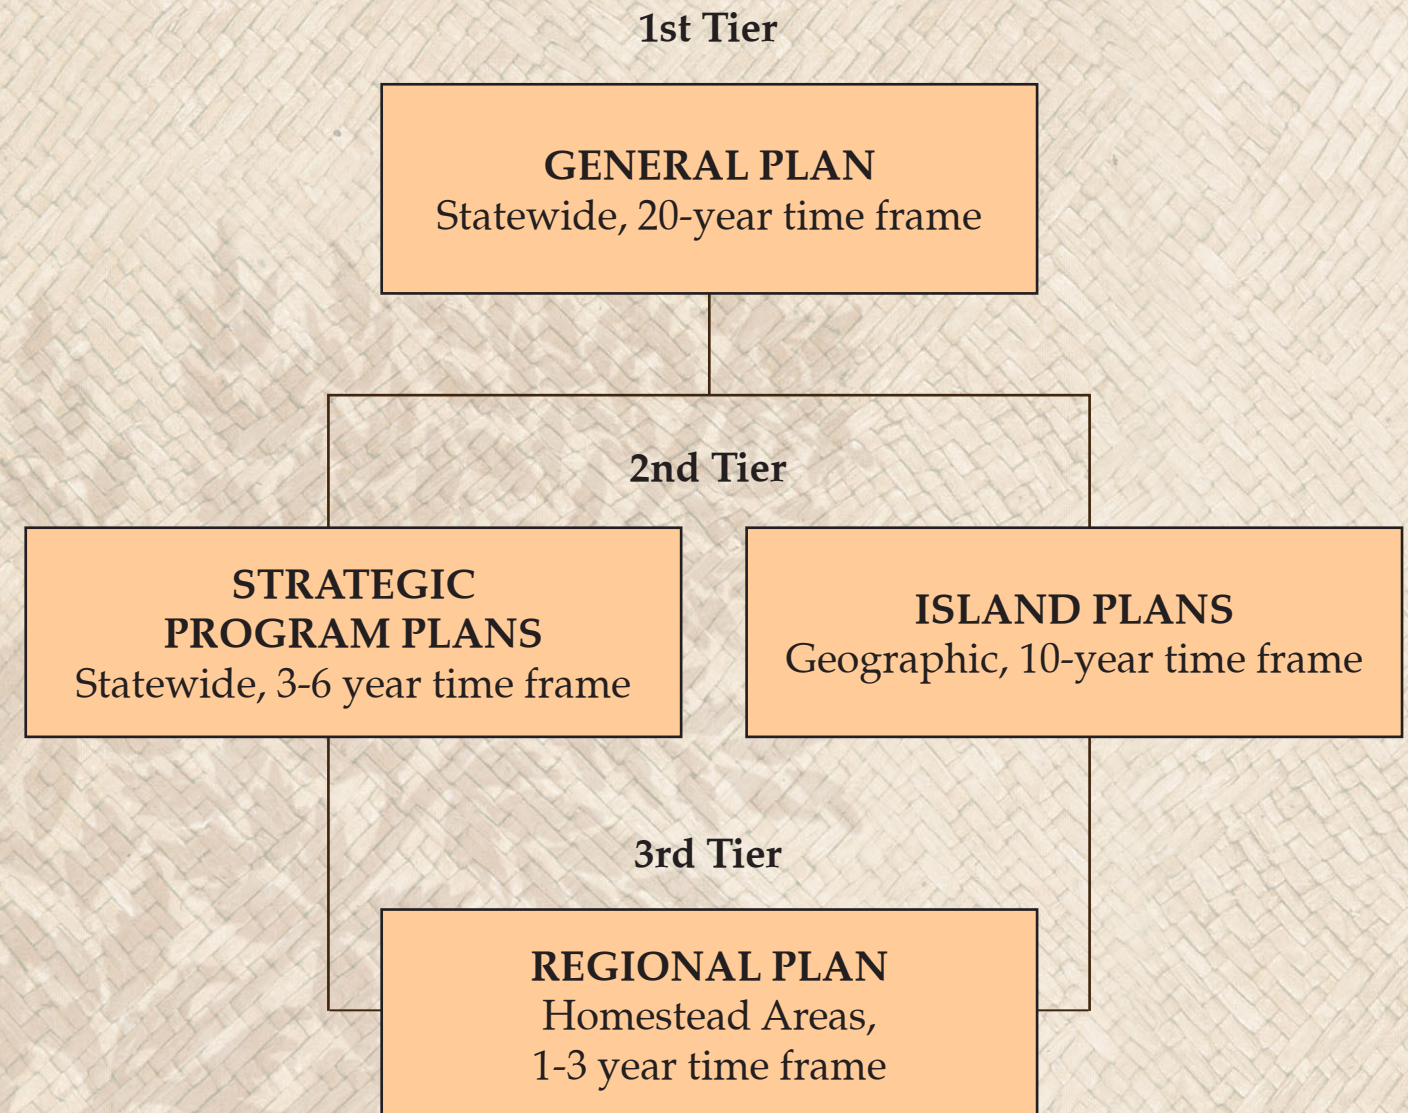 1st Tier
GENERAL PLAN
Statewide, 20-year time frame
2nd Tier
STRATEGIC
PROGRAM PLANS
Statewide, 3-6 year time frame
ISLAND PLANS
Geographic, 10-year time frame
3rd Tier
REGIONAL PLAN
Homestead Areas,
1-3 year time frame